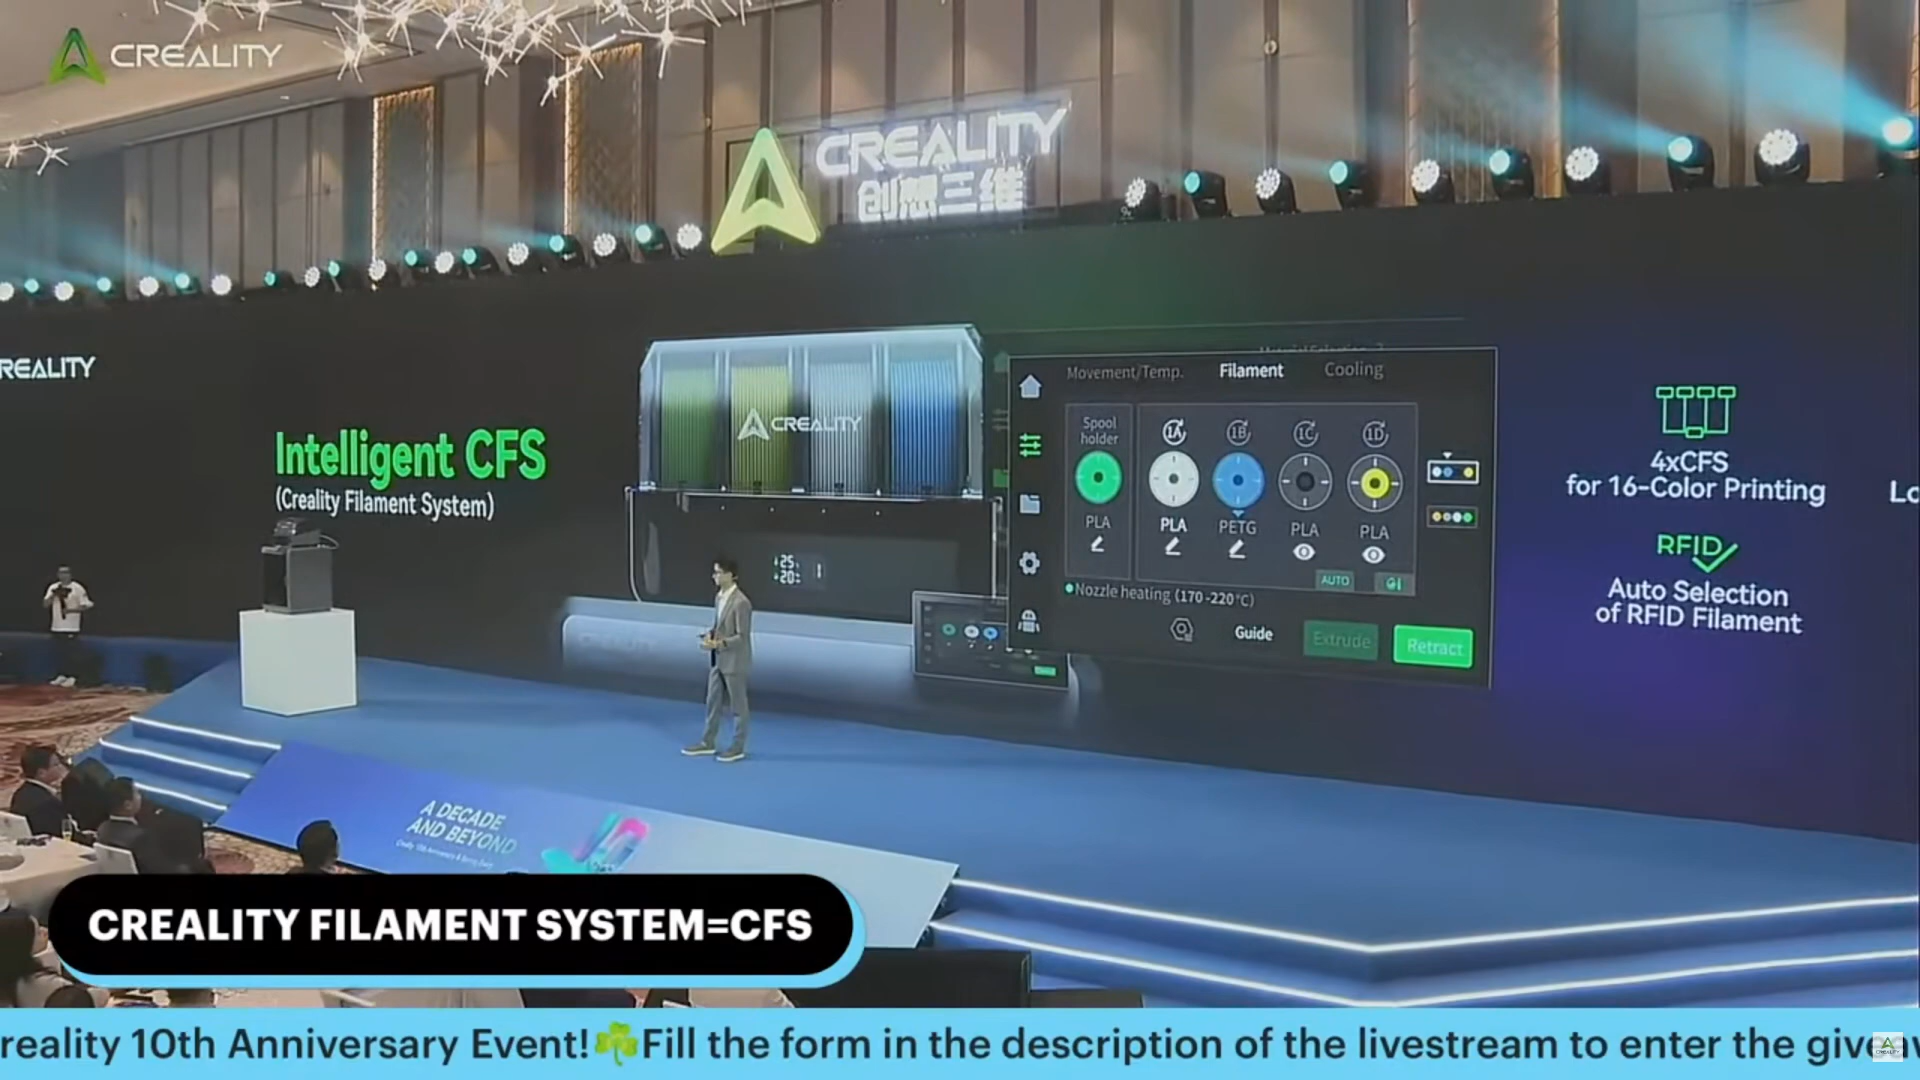 CREALITY
CREALITY
创想三维
REALITY
Intelligent CFS
(Creality Filament System)
CREALITY
25
20
Movement/Temp.
Filament
Cooling
Spool
holder
1A
1B
1C
1D
PLA
PLA
PETG
PLA
PLA
AUTO
Nozzle heating (170-220°C)
Guide
Extrude
Retract
4xCFS
for 16-Color Printing
RFID
Auto Selection
of RFID Filament
Lo
A DECADE
AND BEYOND
CREALITY FILAMENT SYSTEM=CFS
reality 10th Anniversary Event!☘️Fill the form in the description of the livestream to enter the give